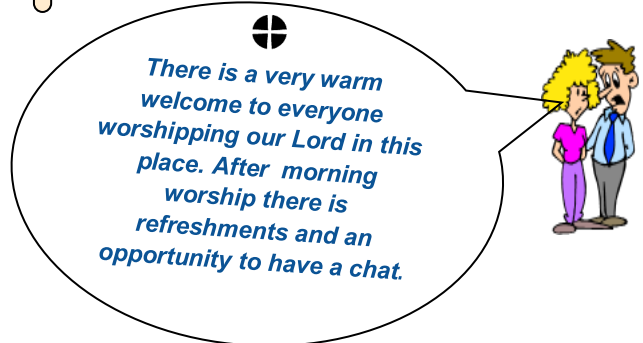 There is a very warm
welcome to everyone
worshipping our Lord in this
place. After  morning
worship there is
refreshments and an
opportunity to have a chat.